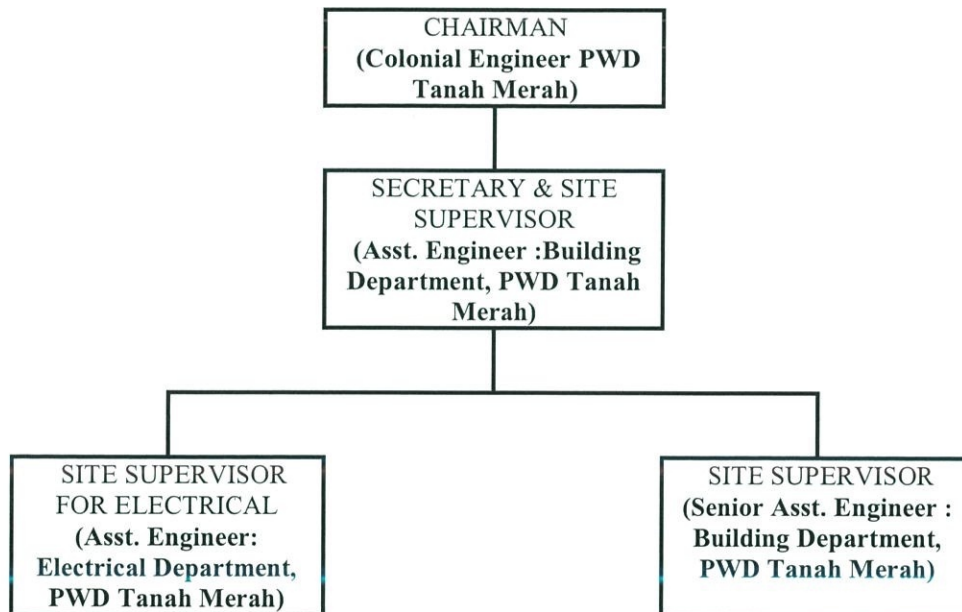 CHAIRMAN
(Colonial Engineer PWD
Tanah Merah)
SECRETARY & SITE
SUPERVISOR
(Asst. Engineer :Building
Department, PWD Tanah
Merah)
SITE SUPERVISOR
FOR ELECTRICAL
(Asst. Engineer:
Electrical Department,
PWD Tanah Merah)
SITE SUPERVISOR
(Senior Asst. Engineer :
Building Department,
PWD Tanah Merah)